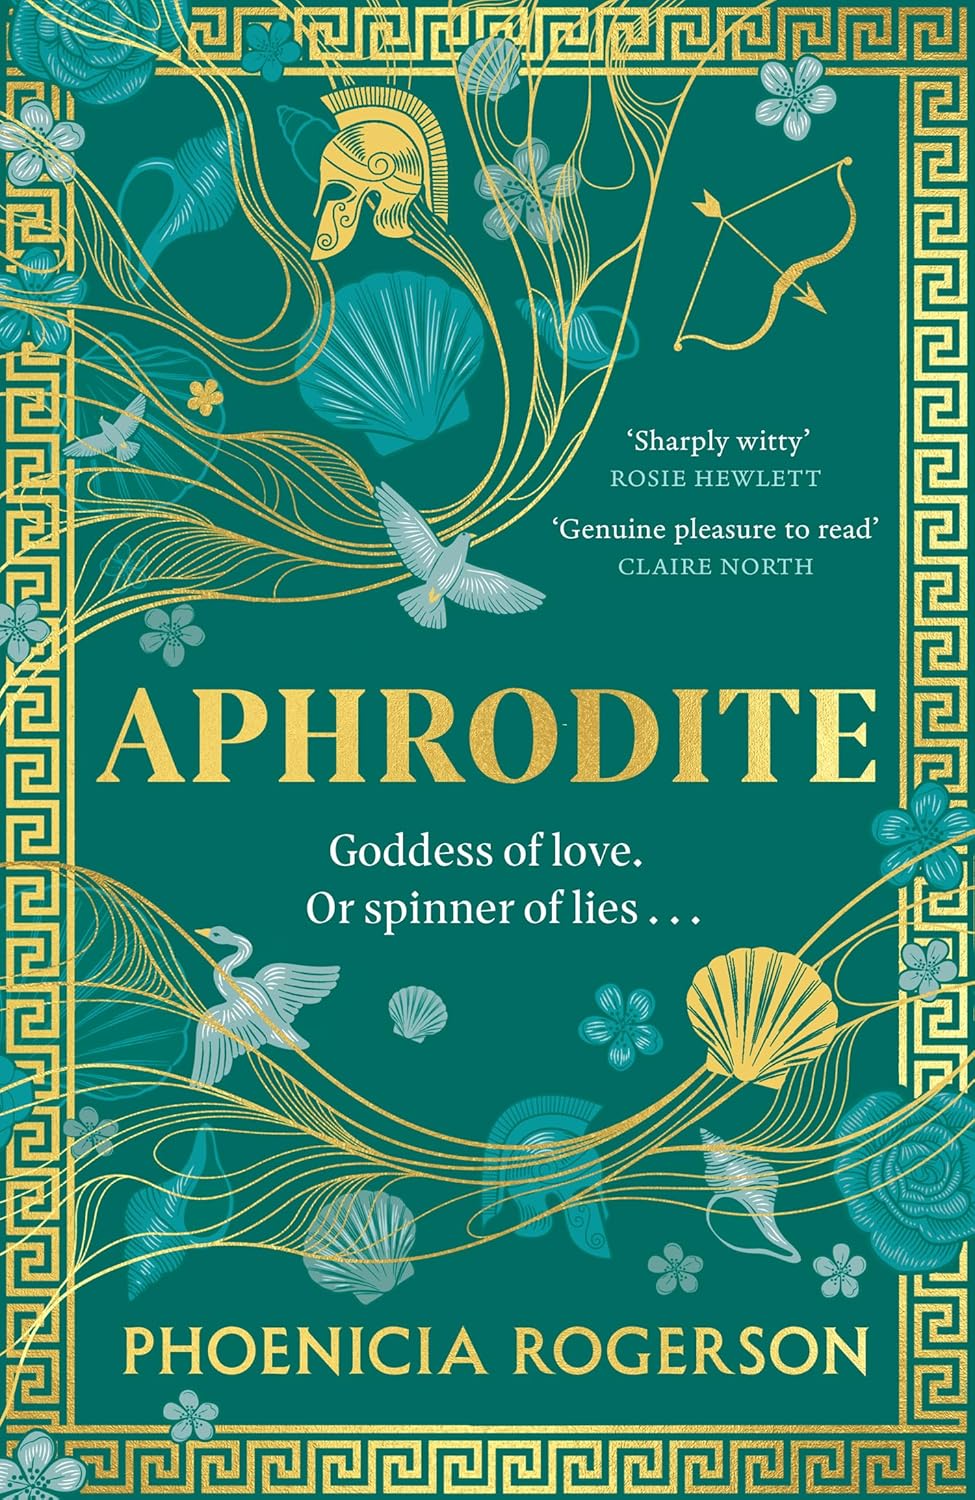 ‘Sharply witty’
ROSIE HEWLETT
‘Genuine pleasure to read’
CLAIRE NORTH
APHRODITE
Goddess of love.
Or spinner of lies . . .
PHOENICIA ROGERSON